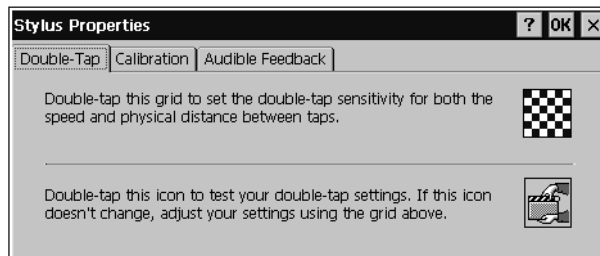 Stylus Properties ? OK ×
Double-Tap Calibration Audible Feedback
Double-tap this grid to set the double-tap sensitivity for both the
speed and physical distance between taps.
Double-tap this icon to test your double-tap settings. If this icon
doesn't change, adjust your settings using the grid above.